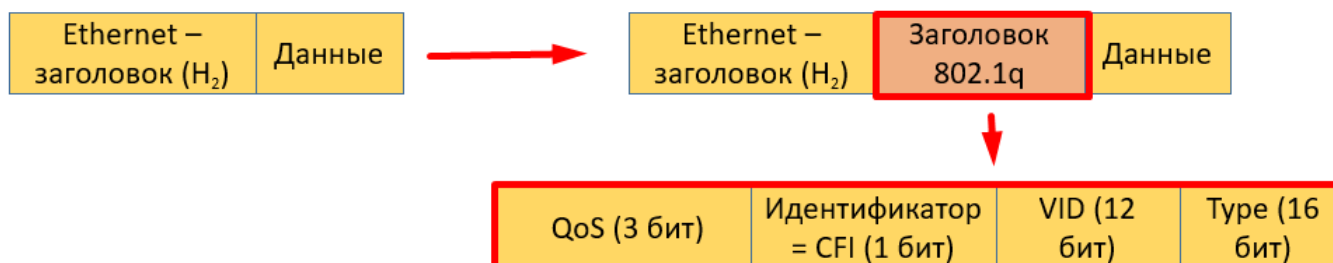 Ethernet –
заголовок (H₂)
Данные
Ethernet –
заголовок (H₂)
Заголовок
802.1q
Данные
QoS (3 бит)
Идентификатор
= CFI (1 бит)
VID (12
бит)
Type (16
бит)